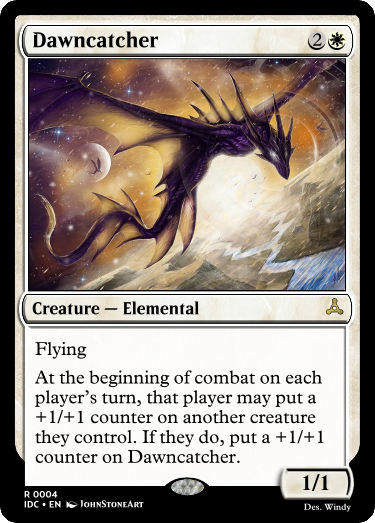 Dawncatcher 2
Creature — Elemental
Flying
At the beginning of combat on each
player's turn, that player may put a
+1/+1 counter on another creature
they control. If they do, put a +1/+1
counter on Dawncatcher.
1/1
R 0004
IDC • EN JohnStoneArt
Des. Windy